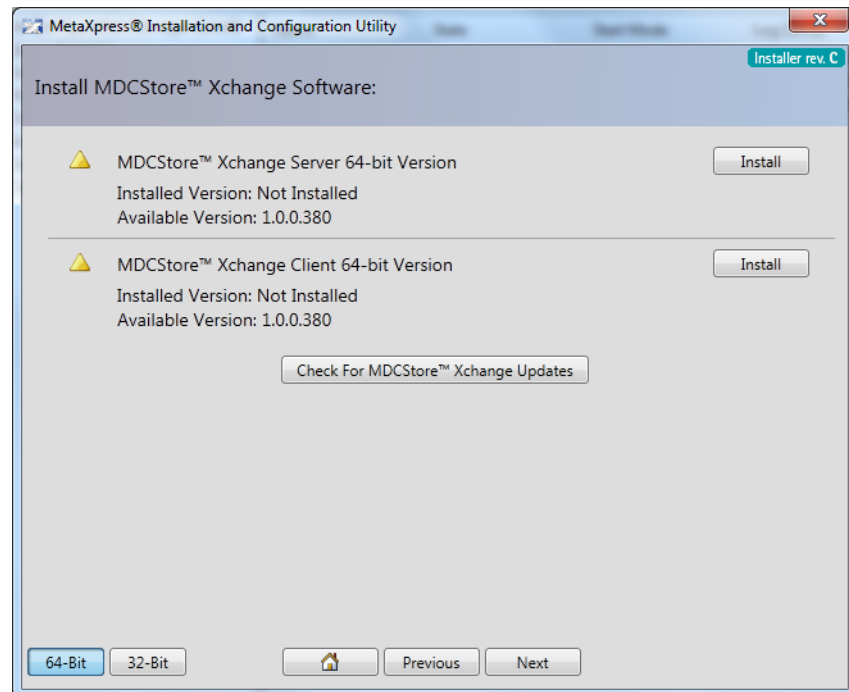 MetaXpress® Installation and Configuration Utility
Installer rev. C
Install MDCStore™ Xchange Software:
MDCStore™ Xchange Server 64-bit Version
Install
Installed Version: Not Installed
Available Version: 1.0.0.380
MDCStore™ Xchange Client 64-bit Version
Install
Installed Version: Not Installed
Available Version: 1.0.0.380
Check For MDCStore™ Xchange Updates
64-Bit 32-Bit Previous Next